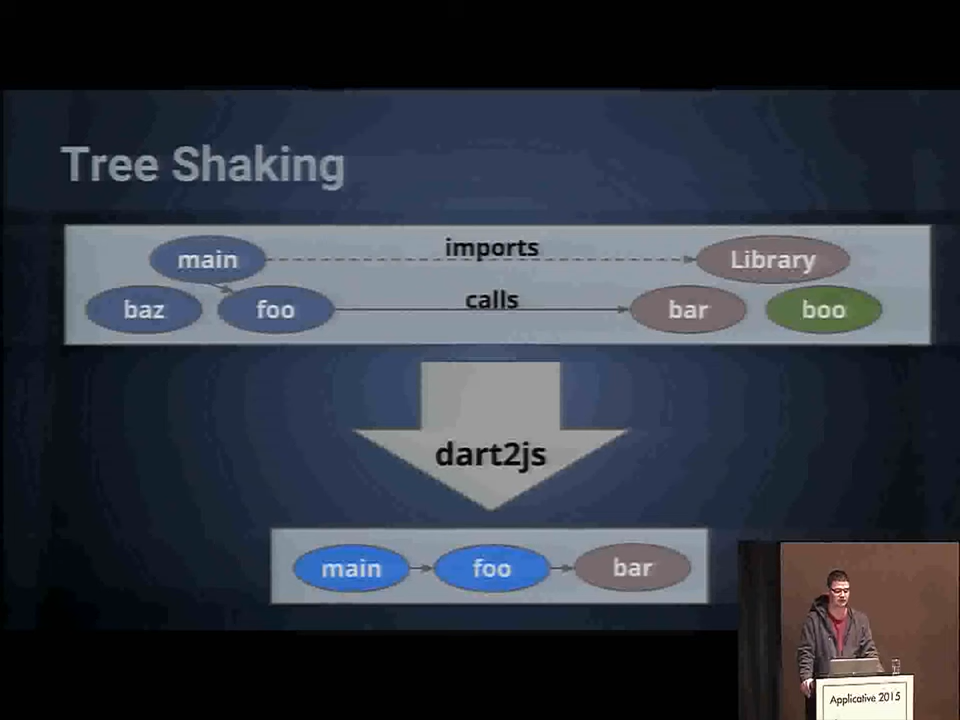 Tree Shaking
main
imports
Library
baz
foo
calls
bar
boo
dart2js
main
foo
bar
Applicative 2015